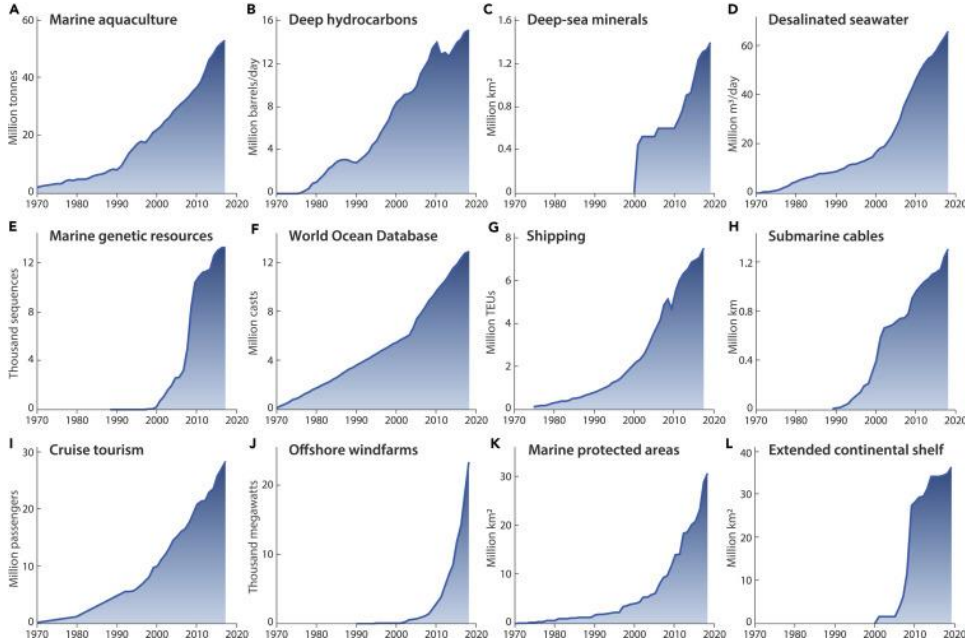 A Marine aquaculture
Million tonnes
60
40
20
0
1970 1980 1990 2000 2010 2020
B Deep hydrocarbons
Million barrels/day
16
12
8
4
0
1970 1980 1990 2000 2010 2020
C Deep-sea minerals
Million km²
1.6
1.2
0.8
0.4
0
1970 1980 1990 2000 2010 2020
D Desalinated seawater
Million m³/day
60
40
20
0
1970 1980 1990 2000 2010 2020
E Marine genetic resources
Thousand sequences
12
8
4
0
1970 1980 1990 2000 2010 2020
F World Ocean Database
Million casts
12
8
4
0
1970 1980 1990 2000 2010 2020
G Shipping
Million TEUs
8
6
4
2
0
1970 1980 1990 2000 2010 2020
H Submarine cables
Million km
1.2
0.8
0.4
0
1970 1980 1990 2000 2010 2020
I Cruise tourism
Million passengers
30
20
10
0
1970 1980 1990 2000 2010 2020
J Offshore windfarms
Thousand megawatts
20
10
0
1970 1980 1990 2000 2010 2020
K Marine protected areas
Million km²
30
20
10
0
1970 1980 1990 2000 2010 2020
L Extended continental shelf
Million km²
40
30
20
10
0
1970 1980 1990 2000 2010 2020